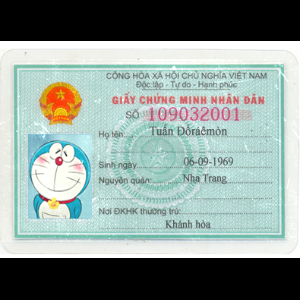 CỘNG HÒA XÃ HỘI CHỦ NGHĨA VIỆT NAM
Độc lập - Tự do - Hạnh phúc
GIẤY CHỨNG MINH NHÂN DÂN
SỐ 109032001
Họ tên: Tuấn Đôraêmôn
Sinh ngày: 06-09-1969
Nguyên quán: Nha Trang
Nơi ĐKHK thường trú:
Khánh hòa